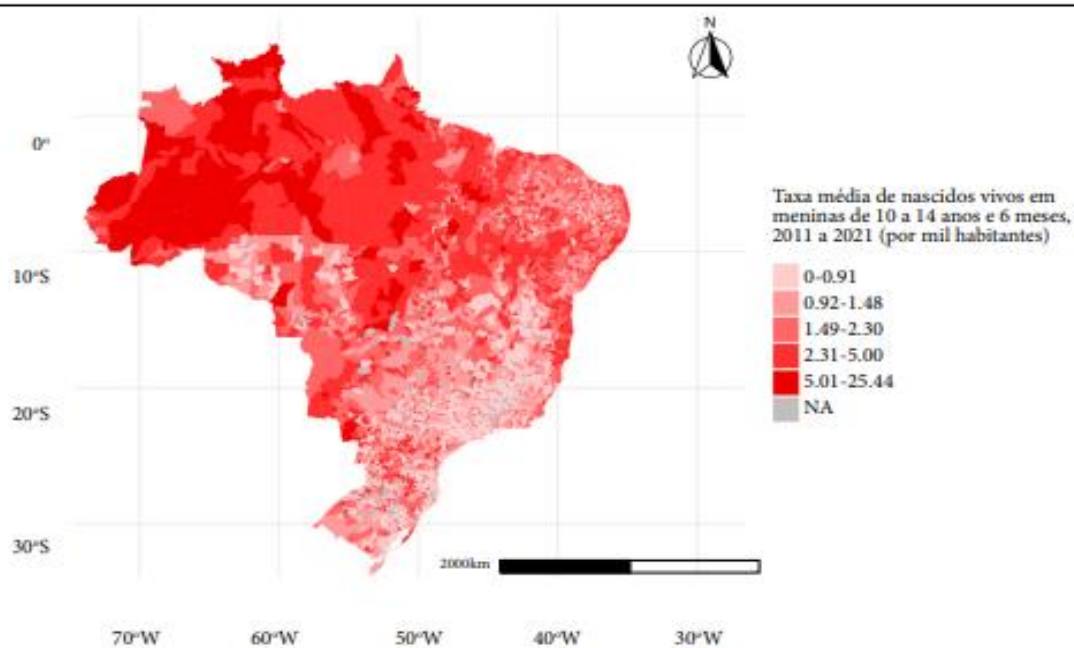 N
0°
10°S
20°S
30°S
70°W 60°W 50°W 40°W 30°W
2000km
Taxa média de nascidos vivos em
meninas de 10 a 14 anos e 6 meses,
2011 a 2021 (por mil habitantes)
0-0.91
0.92-1.48
1.49-2.30
2.31-5.00
5.01-25.44
NA